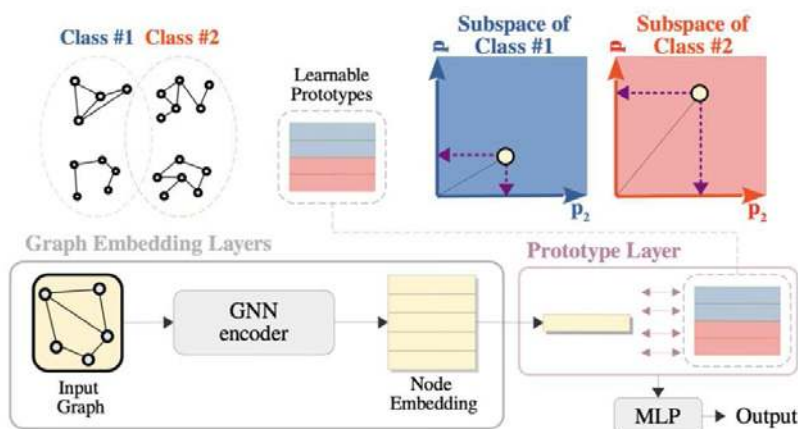 Class #1 Class #2
Learnable
Prototypes
Subspace of
Class #1
p
p₂
Subspace of
Class #2
p
p₂
Graph Embedding Layers
Input
Graph
GNN
encoder
Node
Embedding
Prototype Layer
MLP
Output